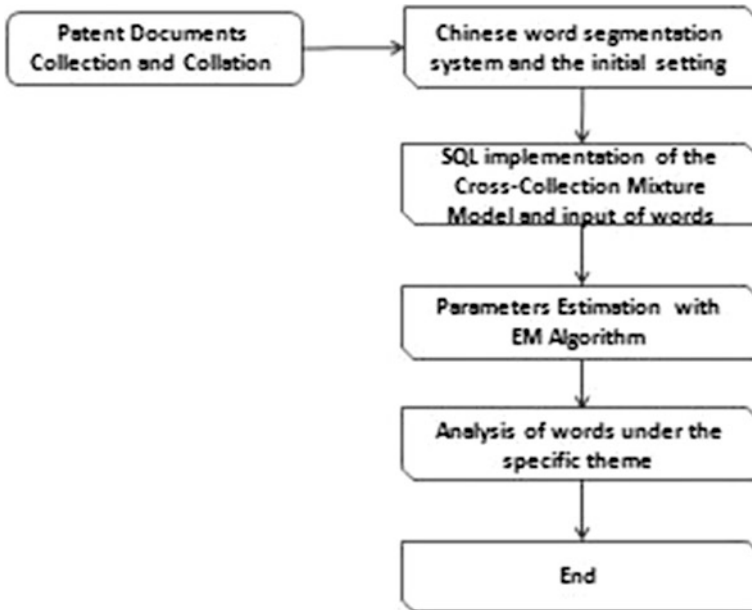 Patent Documents
Collection and Collation
Chinese word segmentation
system and the initial setting
SQL implementation of the
Cross-Collection Mixture
Model and input of words
Parameters Estimation with
EM Algorithm
Analysis of words under the
specific theme
End